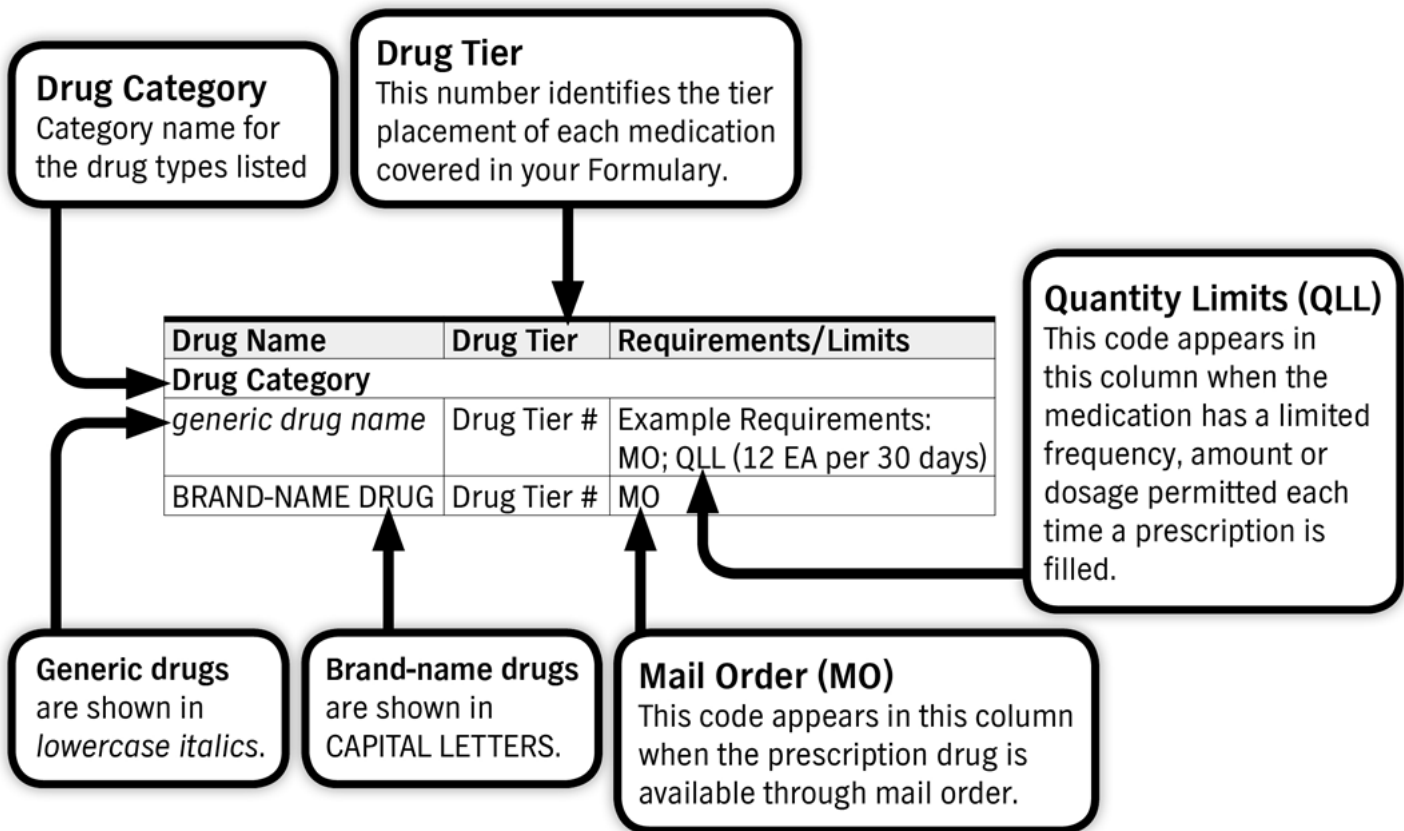 Drug Category
Category name for
the drug types listed
Drug Tier
This number identifies the tier
placement of each medication
covered in your Formulary.
Quantity Limits (QLL)
This code appears in
this column when the
medication has a limited
frequency, amount or
dosage permitted each
time a prescription is
filled.
Drug Name Drug Tier Requirements/Limits
Drug Category
generic drug name Drug Tier # Example Requirements:
MO; QLL (12 EA per 30 days)
BRAND-NAME DRUG Drug Tier # MO
Generic drugs
are shown in
lowercase italics.
Brand-name drugs
are shown in
CAPITAL LETTERS.
Mail Order (MO)
This code appears in this column
when the prescription drug is
available through mail order.